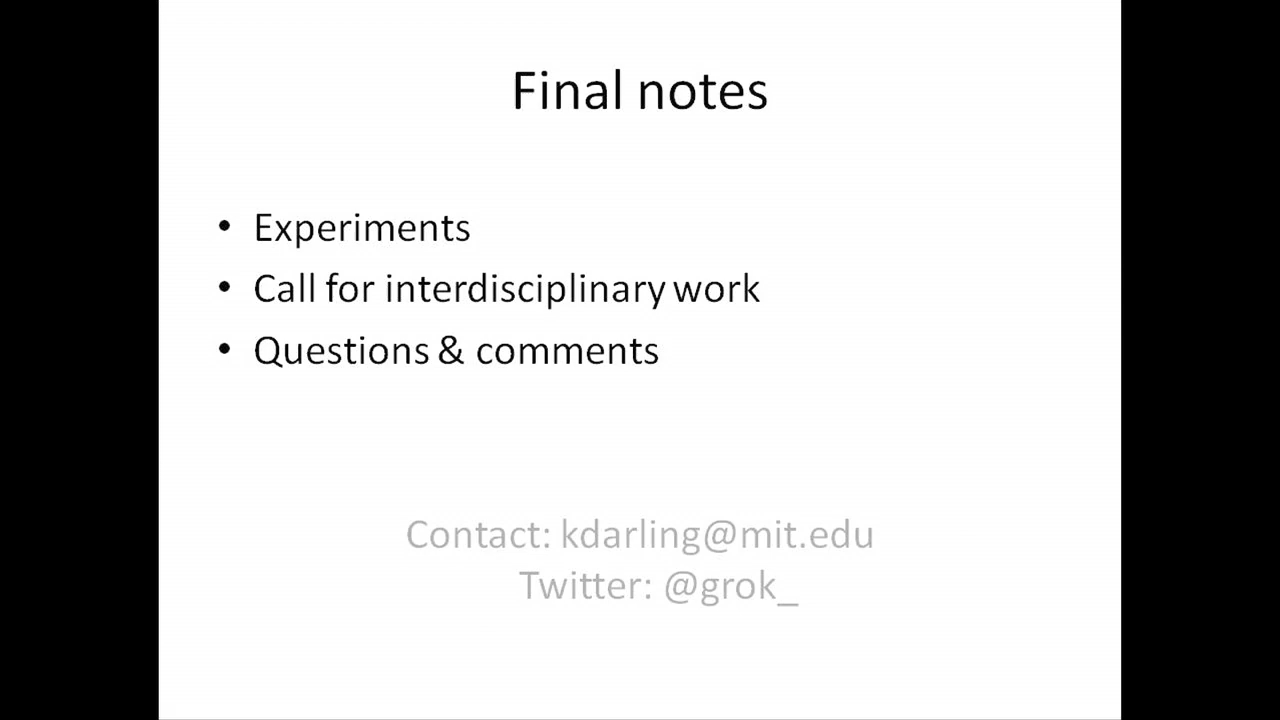 Final notes
• Experiments
• Call for interdisciplinary work
• Questions & comments
Contact: kdarling@mit.edu
Twitter: @grok_